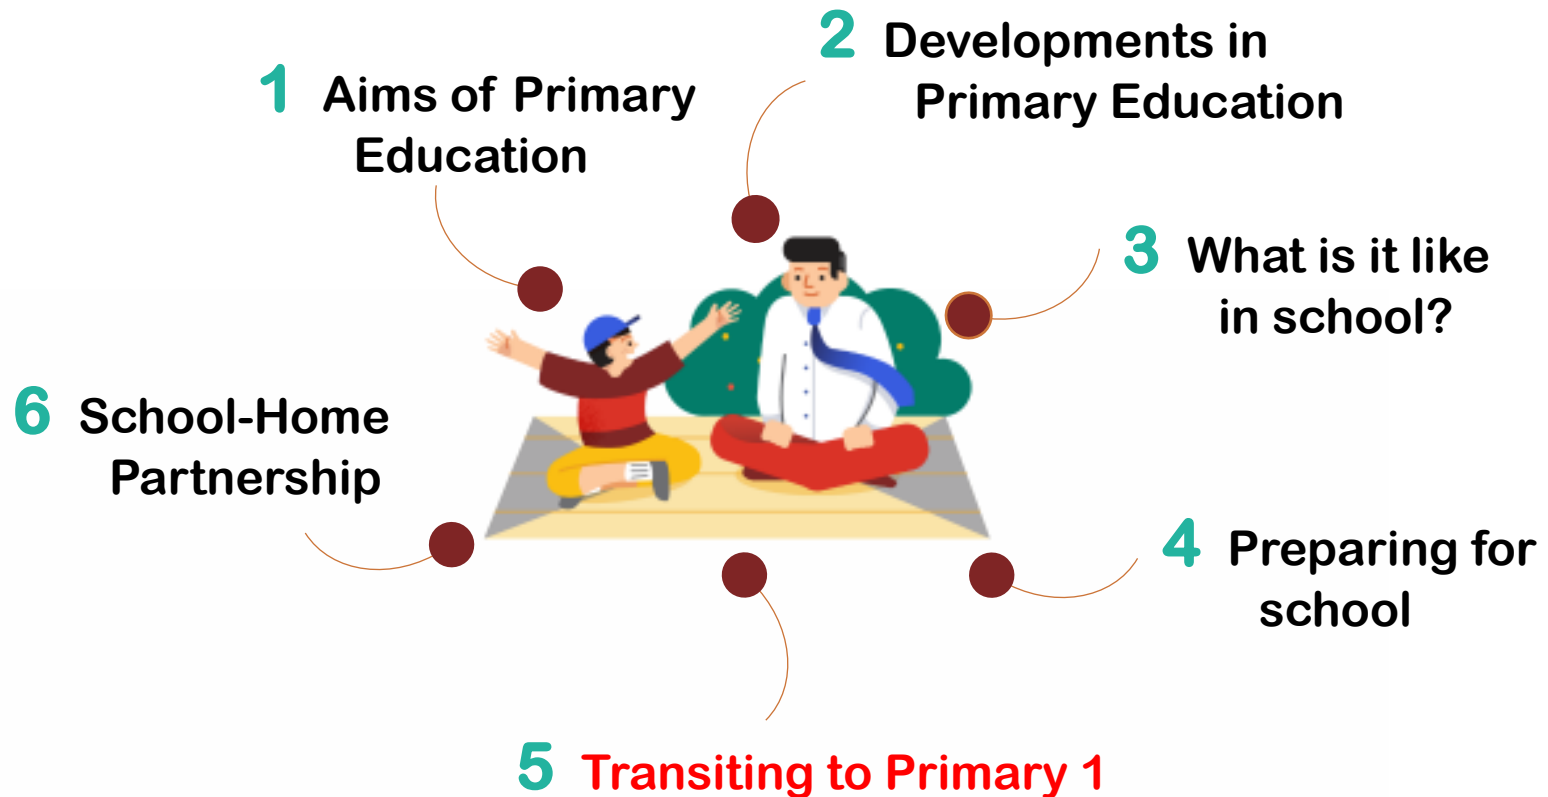 1 Aims of Primary
Education
2 Developments in
Primary Education
3 What is it like
in school?
4 Preparing for
school
5 Transiting to Primary 1
6 School-Home
Partnership